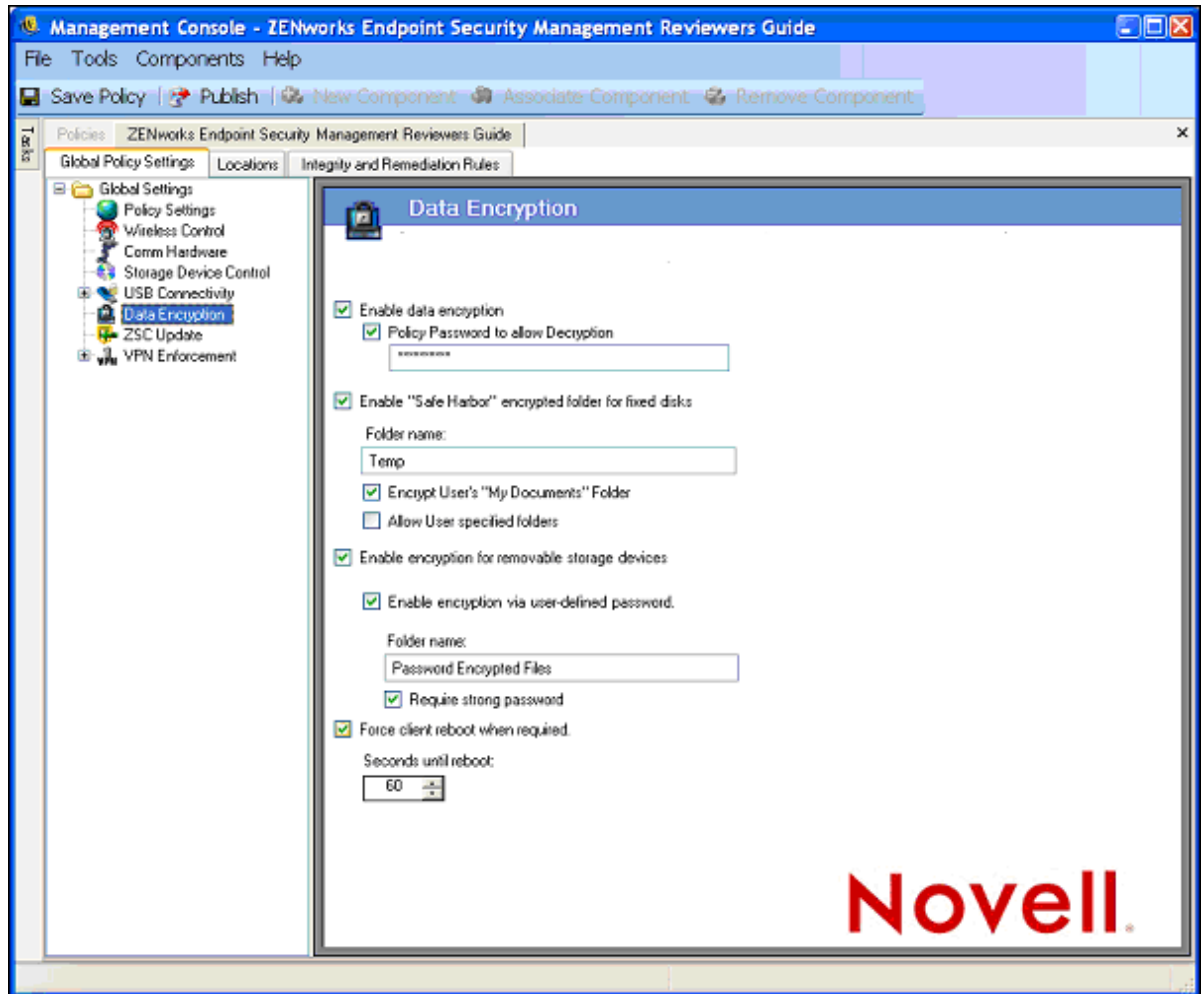 Management Console - ZENworks Endpoint Security Management Reviewers Guide
File Tools Components Help
Save Policy Publish New Component Associate Component Remove Component
Tasks
Policies ZENworks Endpoint Security Management Reviewers Guide
Global Policy Settings Locations Integrity and Remediation Rules
Global Settings
Policy Settings
Wireless Control
Comm Hardware
Storage Device Control
USB Connectivity
Data Encryption
ZSC Update
VPN Enforcement
Data Encryption
Enable data encryption
Policy Password to allow Decryption
********
Enable "Safe Harbor" encrypted folder for fixed disks
Folder name:
Temp
Encrypt User's "My Documents" Folder
Allow User specified folders
Enable encryption for removable storage devices
Enable encryption via user-defined password.
Folder name:
Password Encrypted Files
Require strong password
Force client reboot when required.
Seconds until reboot:
60
Novell®